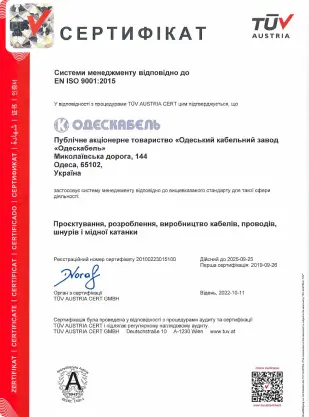 СЕРТИФІКАТ
TÜV
AUSTRIA
Системи менеджменту відповідно до
EN ISO 9001:2015
У відповідності з процедурами TÜV AUSTRIA CERT цим підтверджується, що
ОДЕСКАБЕЛЬ
Публічне акціонерне товариство «Одеський кабельний завод
«Одескабель»
Миколаївська дорога, 144
Одеса, 65102,
Україна
застосовує систему менеджменту відповідно до вищевказаного стандарту для такої сфери
діяльності
Проєктування, розроблення, виробництво кабелів, проводів,
шнурів і мідної катанки
Реєстраційний номер сертифікату 20100223015100
Дійсний до 2025-09-25
Перша сертифікація: 2019-09-26
Орган з сертифікації
TÜV AUSTRIA CERT GMBH
Відень, 2022-10-11
Сертифікація була проведена у відповідності з процедурами аудиту та сертифікації
TÜV AUSTRIA CERT і підлягає регулярному наглядовому аудиту.
TÜV AUSTRIA CERT GMBH Deutschstraße 10 A-1230 Wien www.tuv.at
ZERTIFIKAT | CERTIFICATE | CERTIFICAT | CERTIFICADO | СЕРТИФИКАТ